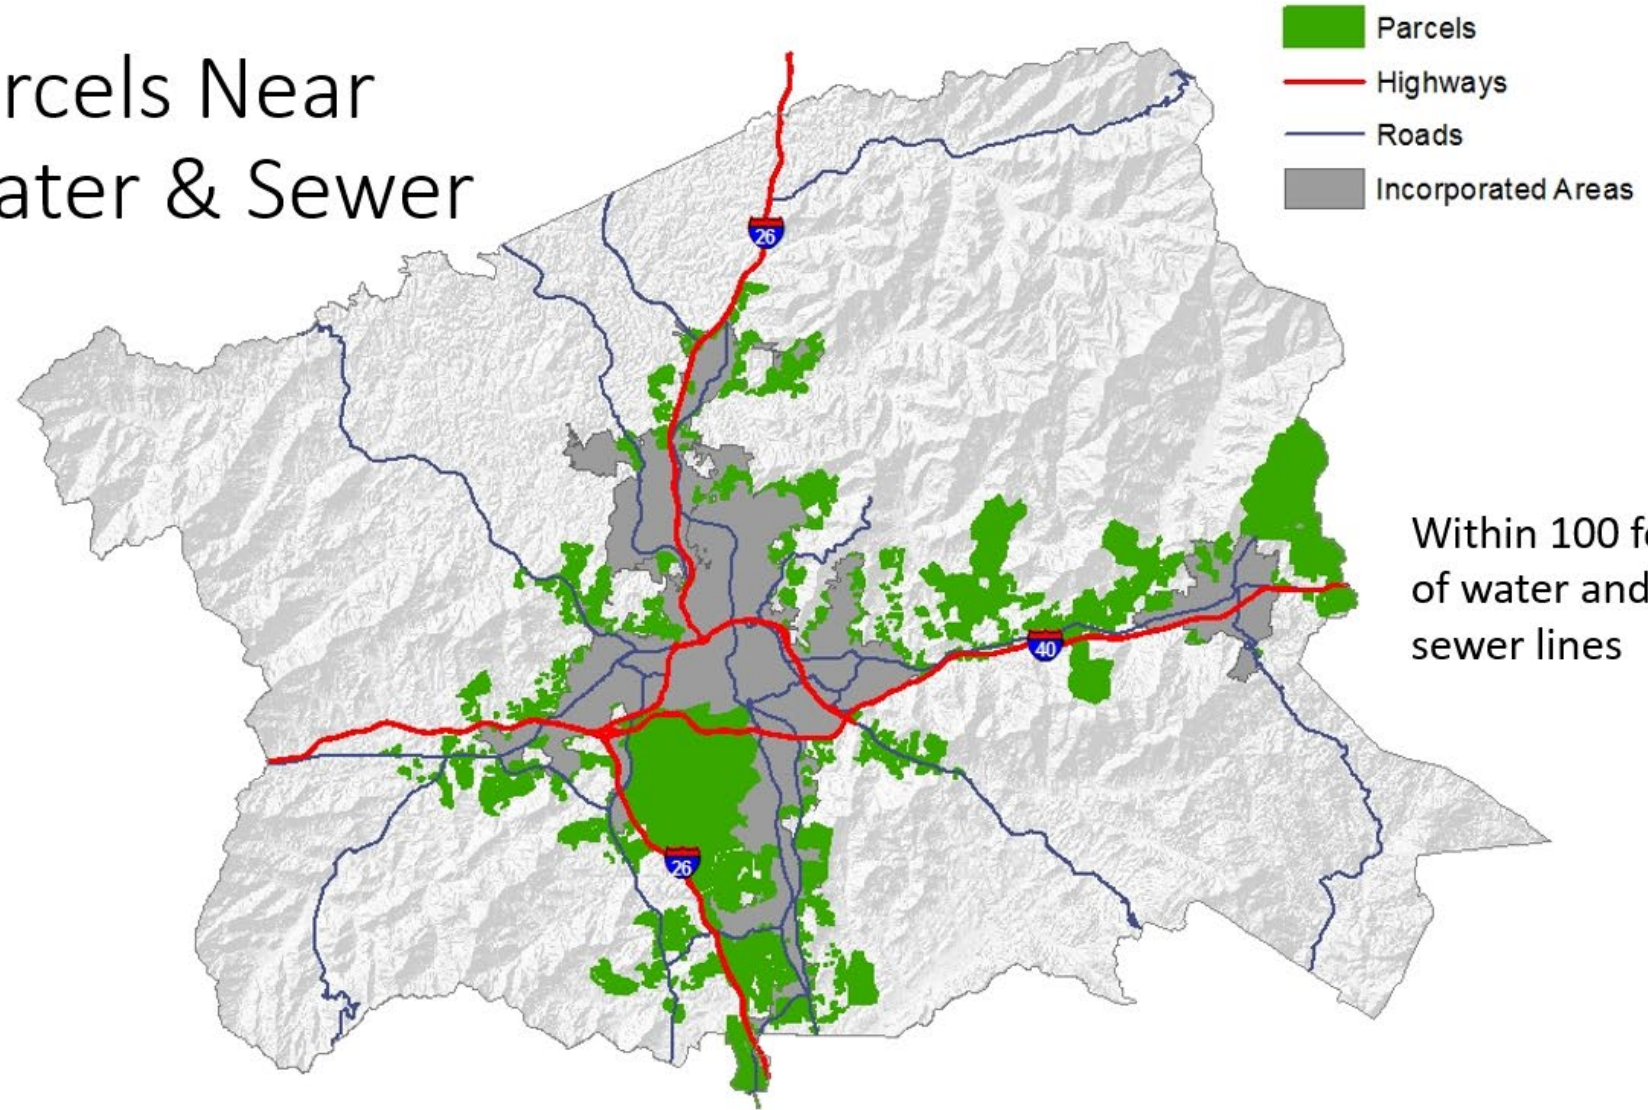 rcels Near
ater & Sewer
Parcels
Highways
Roads
Incorporated Areas
26
Within 100 fe
of water and
sewer lines
40
26